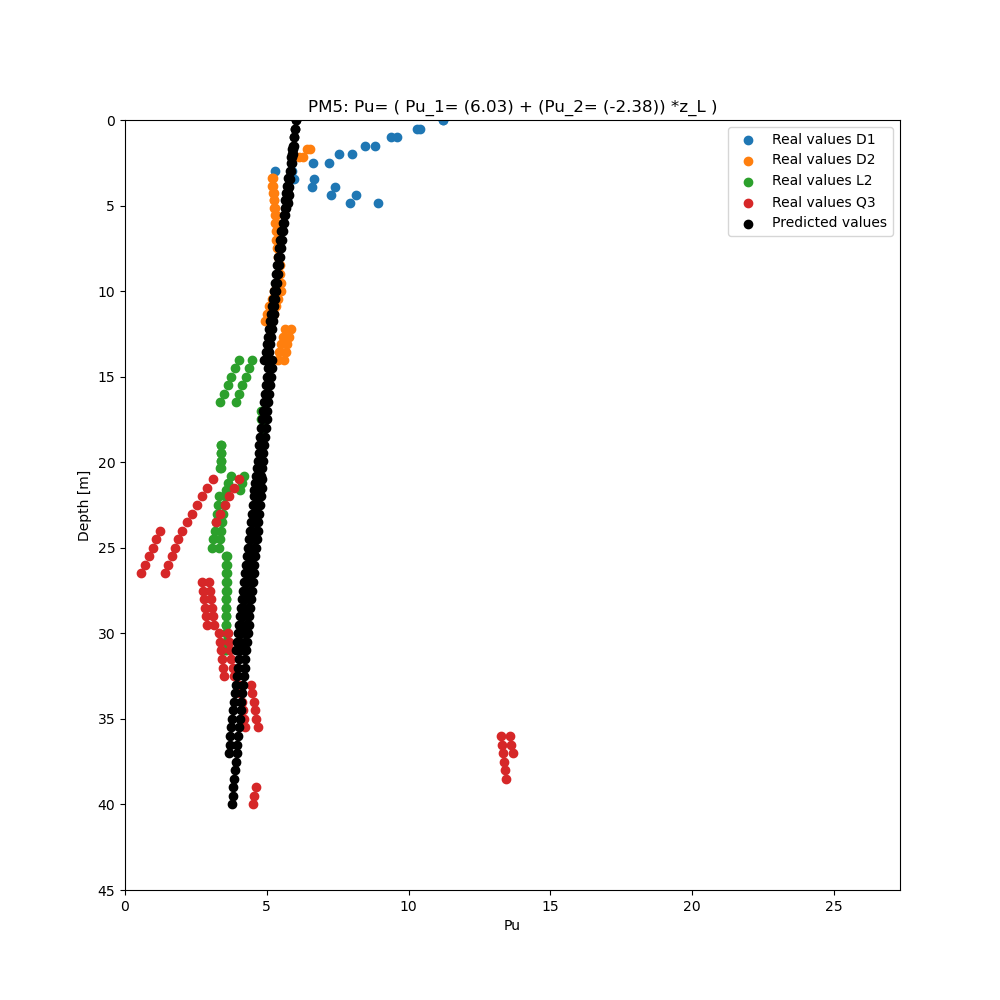 PM5: Pu= ( Pu_1= (6.03) + (Pu_2= (-2.38)) *z_L )
Real values D1
Real values D2
Real values L2
Real values Q3
Predicted values
Depth [m]
0
5
10
15
20
25
30
35
40
45
0
5
10
15
20
25
Pu